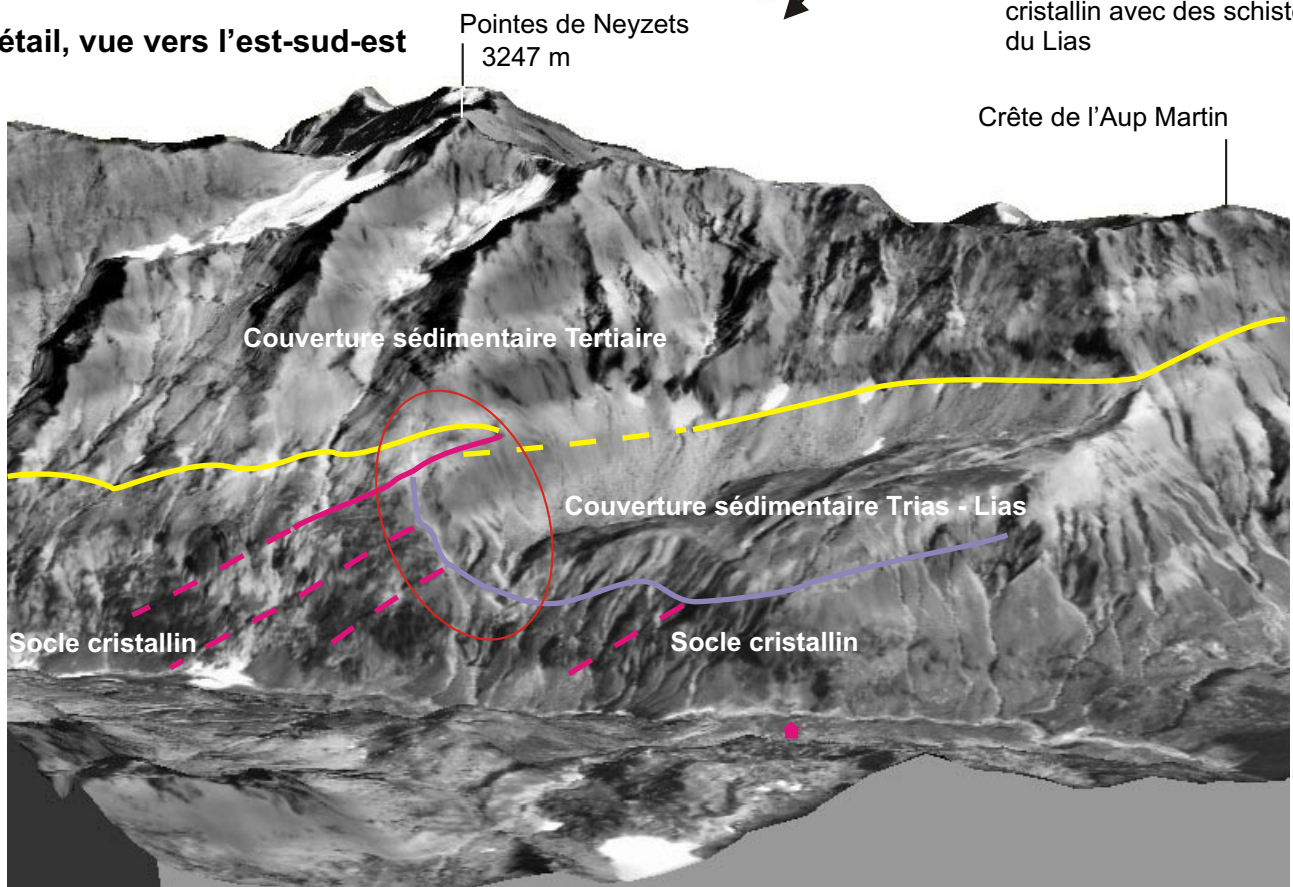 Pointes de Neyzets
3247 m
étail, vue vers l'est-sud-est
cristallin avec des schist
du Lias
Crête de l'Aup Martin
Couverture sédimentaire Tertiaire
Couverture sédimentaire Trias - Lias
Socle cristallin
Socle cristallin